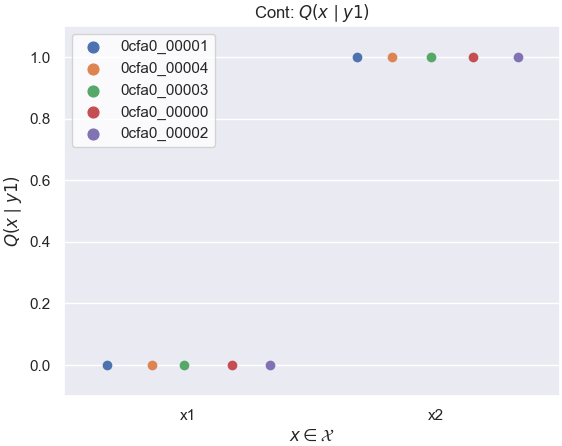 Cont: Q(x | y1)
0cfa0_00001
0cfa0_00004
0cfa0_00003
0cfa0_00000
0cfa0_00002
1.0
0.8
0.6
0.4
0.2
0.0
Q(x | y1)
x1 x2
x ∈ 𝒳